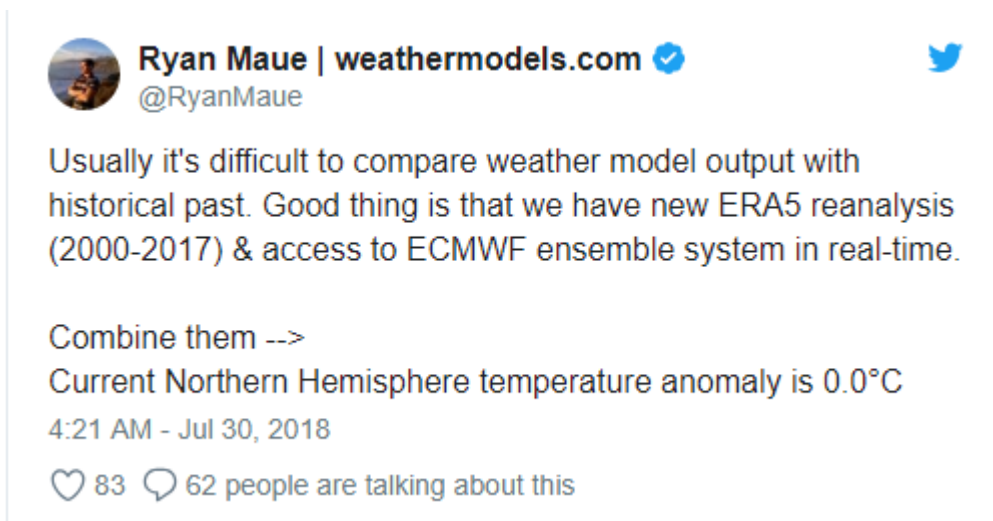 Ryan Maue | weathermodels.com
@RyanMaue
Usually it's difficult to compare weather model output with
historical past. Good thing is that we have new ERA5 reanalysis
(2000-2017) & access to ECMWF ensemble system in real-time.
Combine them -->
Current Northern Hemisphere temperature anomaly is 0.0°C
4:21 AM - Jul 30, 2018
83 62 people are talking about this